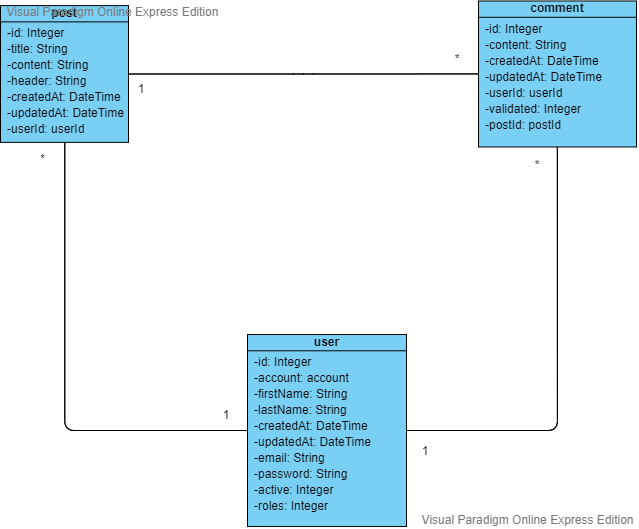 Visual Paradigm Online Express Edition
post
-id: Integer
-title: String
-content: String
-header: String
-createdAt: DateTime
-updatedAt: DateTime
-userId: userId
comment
-id: Integer
-content: String
-createdAt: DateTime
-updatedAt: DateTime
-userId: userId
-validated: Integer
-postId: postId
*
1
*
*
user
-id: Integer
-account: account
-firstName: String
-lastName: String
-createdAt: DateTime
-updatedAt: DateTime
-email: String
-password: String
-active: Integer
-roles: Integer
1
1
Visual Paradigm Online Express Edition